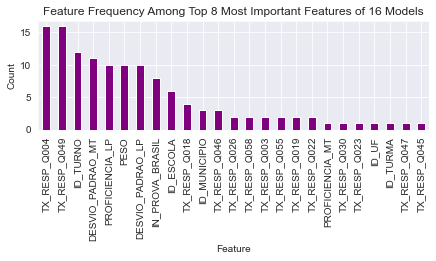 Feature Frequency Among Top 8 Most Important Features of 16 Models
15
10
5
0
Count
TX_RESP_Q004
TX_RESP_Q049
ID_TURNO
DESVIO_PADRAO_MT
PROFICIENCIA_LP
PESO
DESVIO_PADRAO_LP
IN_PROVA_BRASIL
ID_ESCOLA
TX_RESP_Q018
ID_MUNICIPIO
TX_RESP_Q046
TX_RESP_Q026
TX_RESP_Q058
TX_RESP_Q003
TX_RESP_Q055
TX_RESP_Q019
TX_RESP_Q022
PROFICIENCIA_MT
TX_RESP_Q030
TX_RESP_Q023
ID_UF
ID_TURMA
TX_RESP_Q047
TX_RESP_Q045
Feature